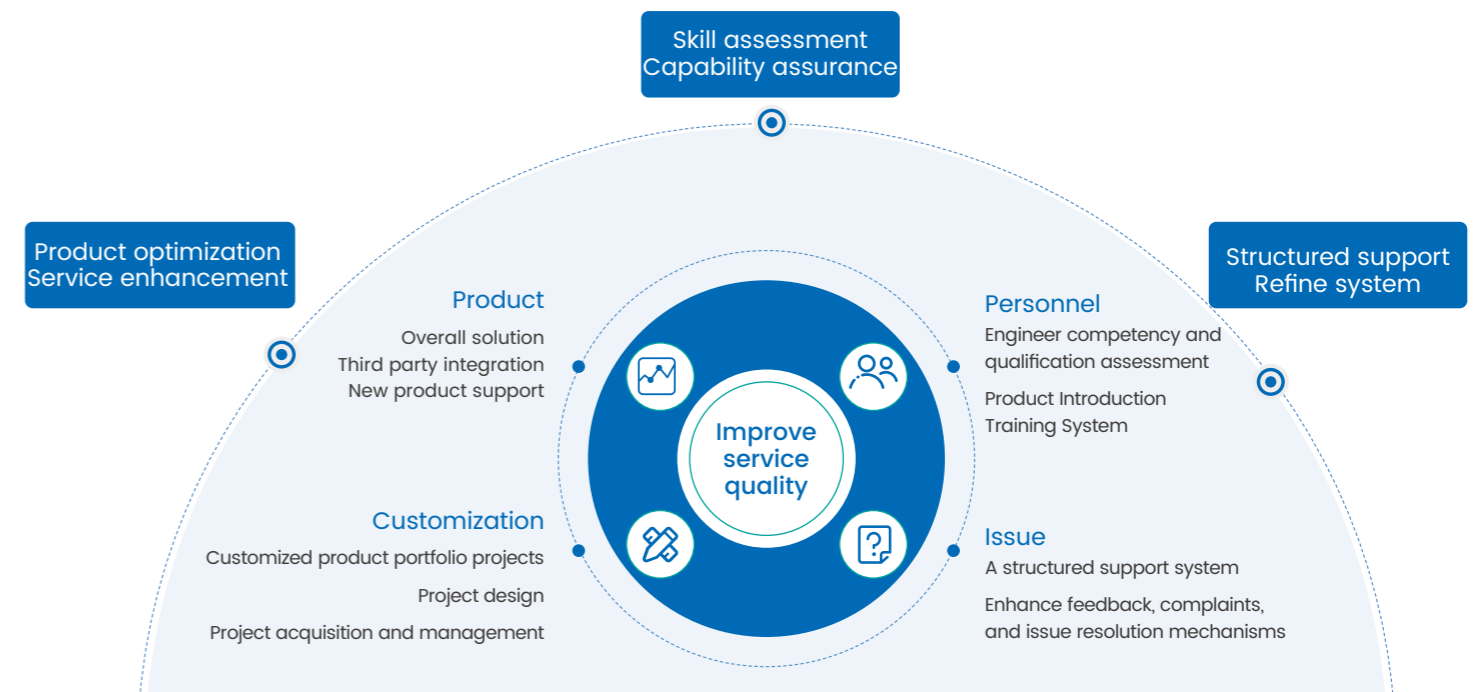 Skill assessment
Capability assurance
Product optimization
Service enhancement
Structured support
Refine system
Product
Overall solution
Third party integration
New product support
Personnel
Engineer competency and
qualification assessment
Product Introduction
Training System
Improve
service
quality
Customization
Customized product portfolio projects
Project design
Project acquisition and management
Issue
A structured support system
Enhance feedback, complaints,
and issue resolution mechanisms